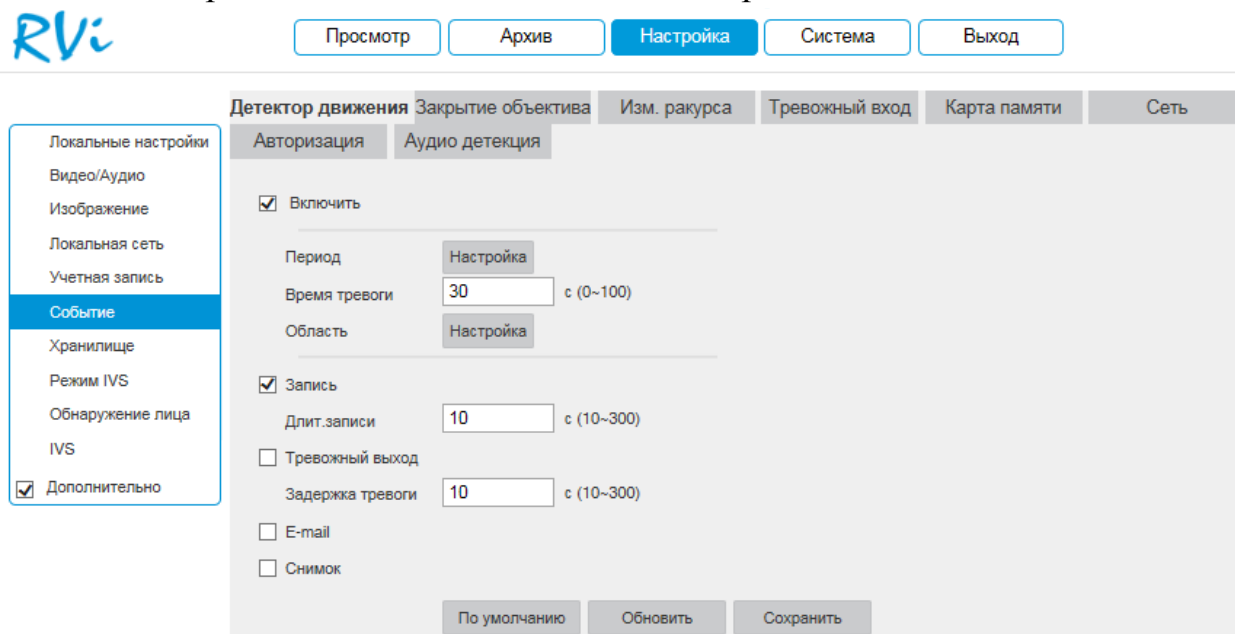 RVi
Просмотр Архив Настройка Система Выход
Детектор движения Закрытие объектива Изм. ракурса Тревожный вход Карта памяти Сеть
Авторизация Аудио детекция
Локальные настройки
Видео/Аудио
Изображение
Локальная сеть
Учетная запись
Событие
Хранилище
Режим IVS
Обнаружение лица
IVS
Дополнительно
Включить
Период Настройка
Время тревоги 30 с (0~100)
Область Настройка
Запись
Длит.записи 10 с (10~300)
Тревожный выход
Задержка тревоги 10 с (10~300)
E-mail
Снимок
По умолчанию Обновить Сохранить